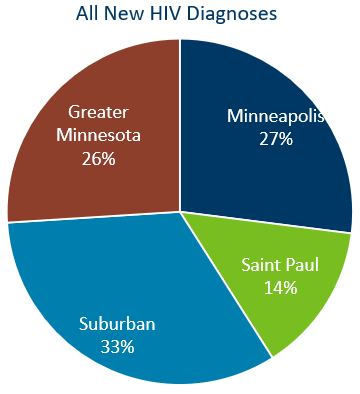 All New HIV Diagnoses
Greater
Minnesota
26%
Minneapolis
27%
Saint Paul
14%
Suburban
33%